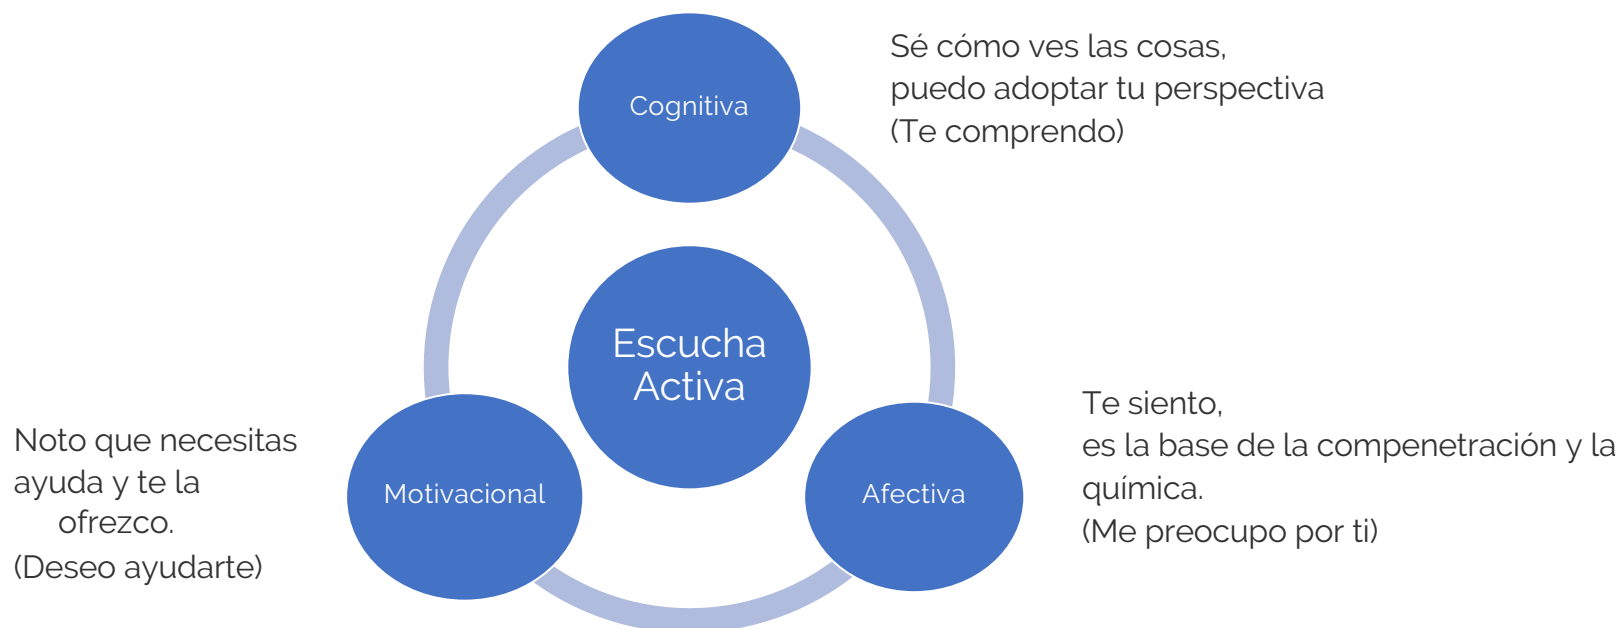 Cognitiva
Sé cómo ves las cosas,
puedo adoptar tu perspectiva
(Te comprendo)
Escucha
Activa
Noto que necesitas
ayuda y te la
ofrezco.
(Deseo ayudarte)
Motivacional
Afectiva
Te siento,
es la base de la compenetración y la
química.
(Me preocupo por ti)